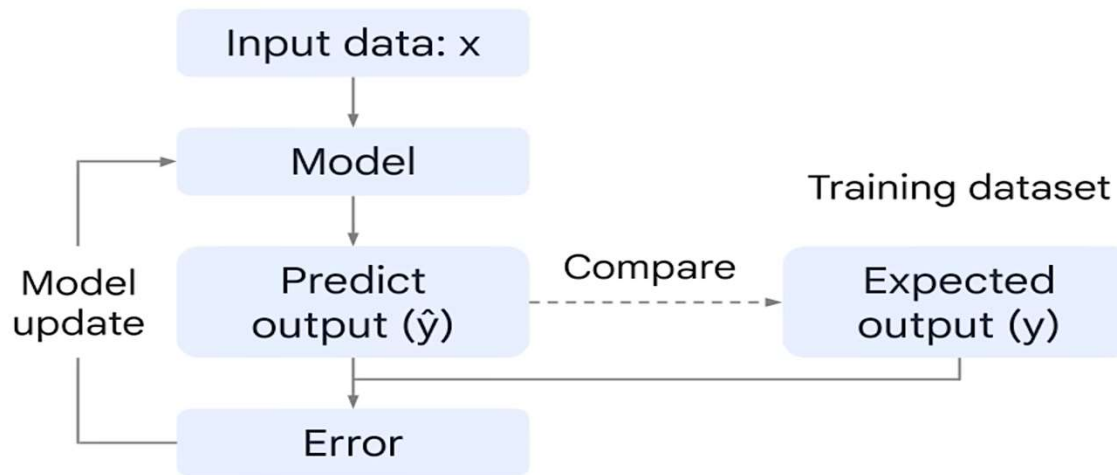 Input data: x
Model
Training dataset
Predict
output (ŷ)
Compare
Expected
output (y)
Model
update
Error